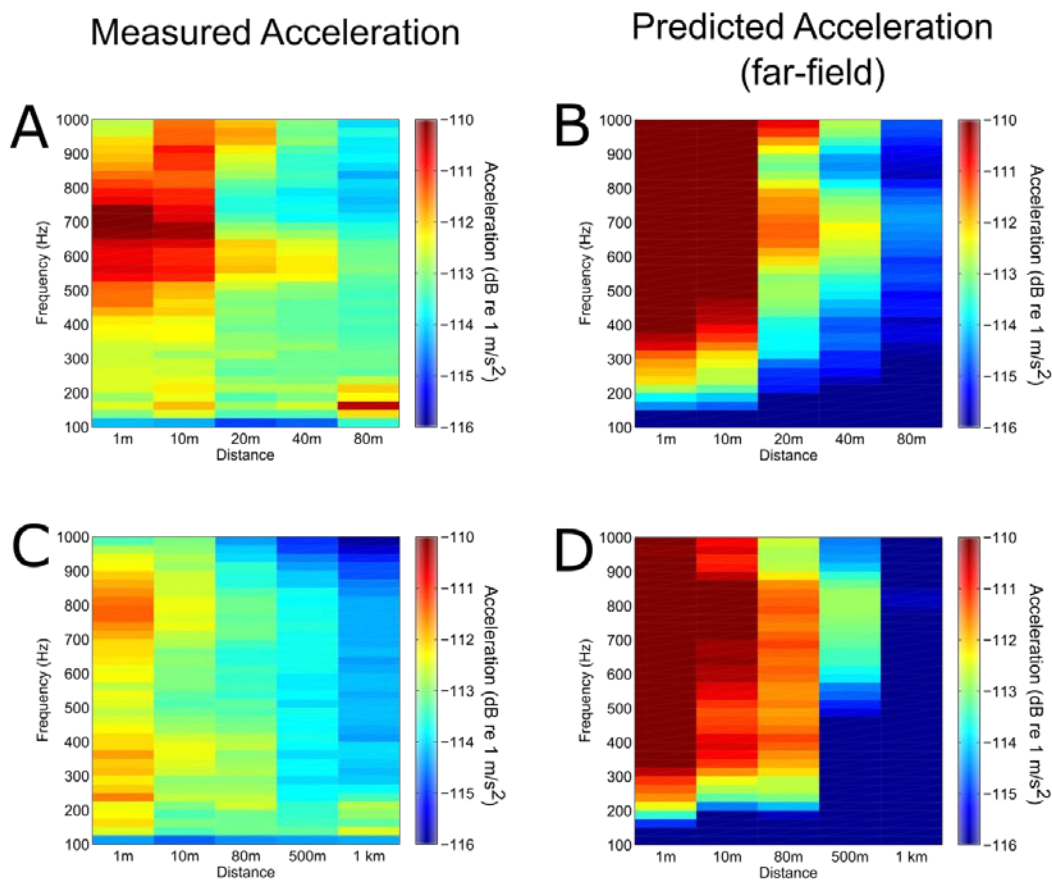 Measured Acceleration
Predicted Acceleration
(far-field)
A
1000
900
800
700
600
500
400
300
200
100
Frequency (Hz)
1m 10m 20m 40m 80m
Distance
−110
−111
−112
−113
−114
−115
−116
Acceleration (dB re 1 m/s²)
B
1000
900
800
700
600
500
400
300
200
100
Frequency (Hz)
1m 10m 20m 40m 80m
Distance
−110
−111
−112
−113
−114
−115
−116
Acceleration (dB re 1 m/s²)
C
1000
900
800
700
600
500
400
300
200
100
Frequency (Hz)
1m 10m 80m 500m 1 km
Distance
−110
−111
−112
−113
−114
−115
−116
Acceleration (dB re 1 m/s²)
D
1000
900
800
700
600
500
400
300
200
100
Frequency (Hz)
1m 10m 80m 500m 1 km
Distance
−110
−111
−112
−113
−114
−115
−116
Acceleration (dB re 1 m/s²)